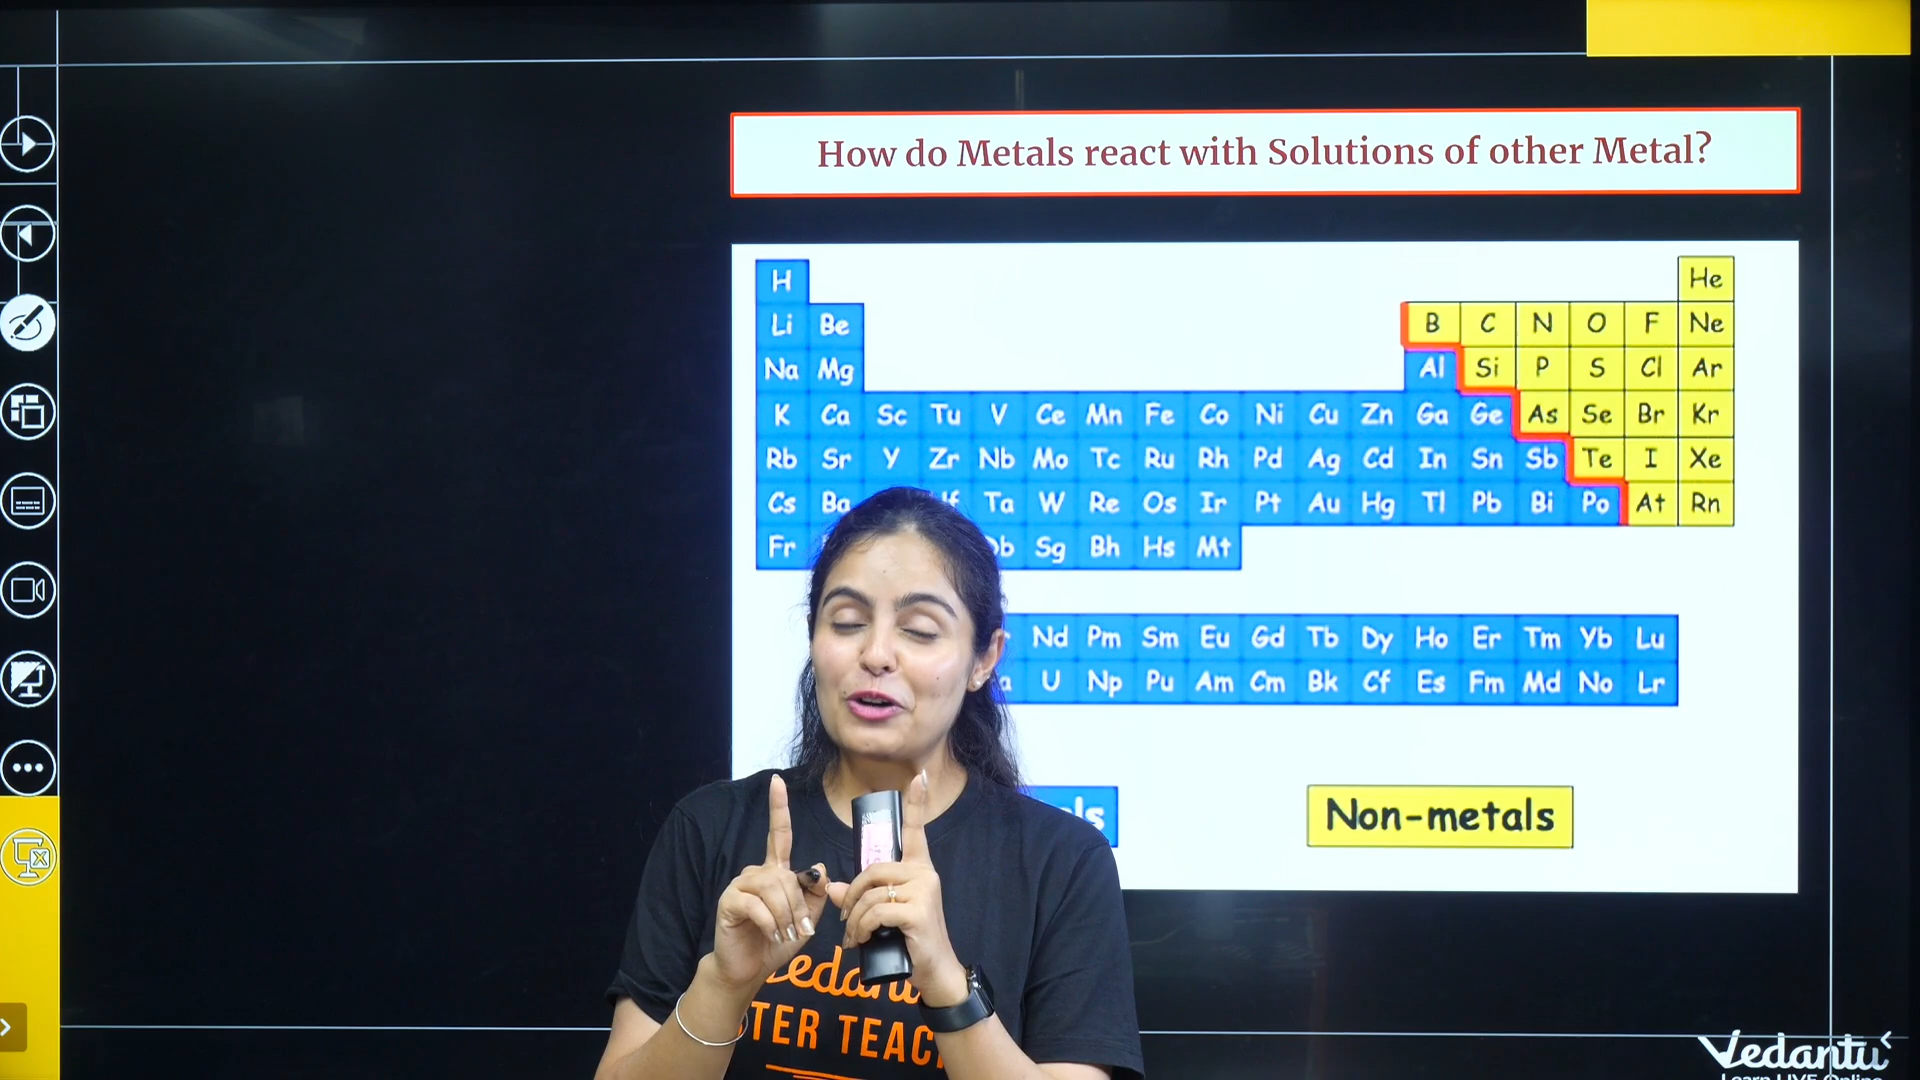 How do Metals react with Solutions of other Metal?
H He
Li Be B C N O F Ne
Na Mg Al Si P S Cl Ar
K Ca Sc Tu V Ce Mn Fe Co Ni Cu Zn Ga Ge As Se Br Kr
Rb Sr Y Zr Nb Mo Tc Ru Rh Pd Ag Cd In Sn Sb Te I Xe
Cs Ba Ta W Re Os Ir Pt Au Hg Tl Pb Bi Po At Rn
Fr Sg Bh Hs Mt
Nd Pm Sm Eu Gd Tb Dy Ho Er Tm Yb Lu
U Np Pu Am Cm Bk Cf Es Fm Md No Lr
Non-metals
Vedantu
Learn LIVE Online